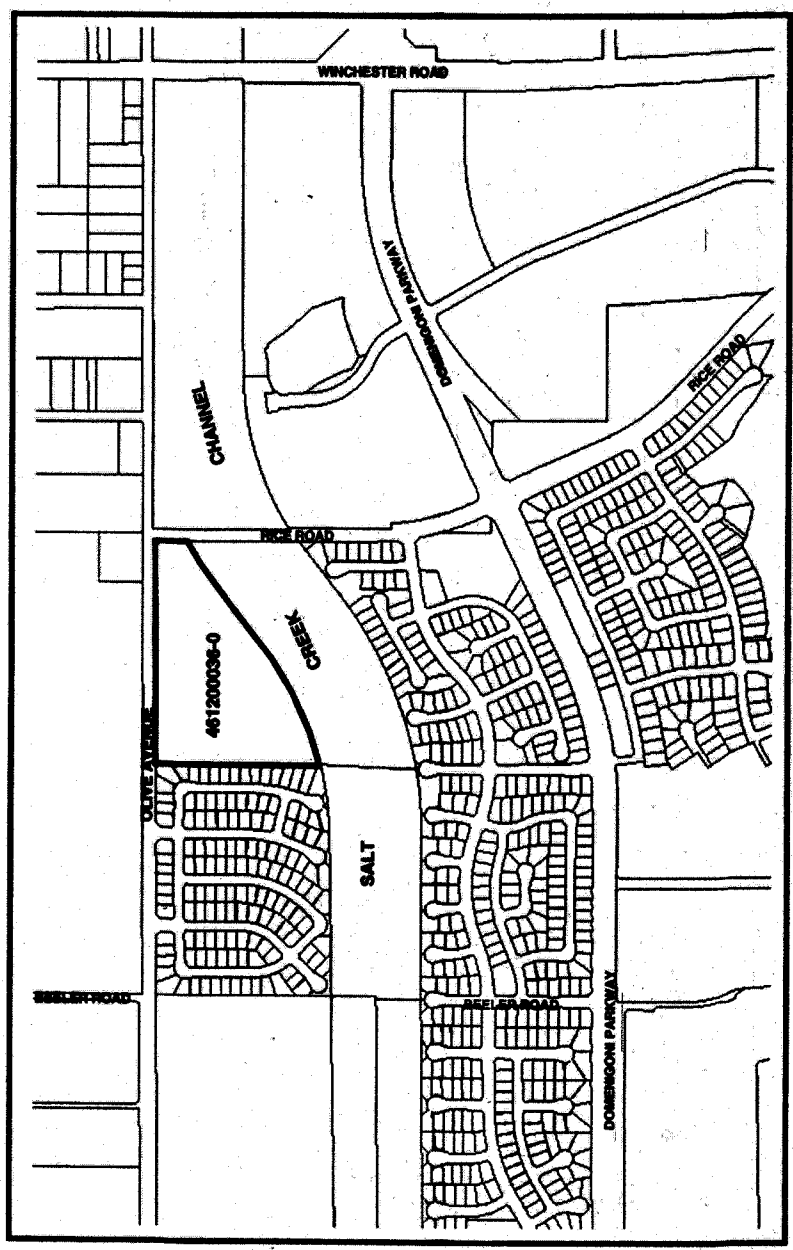 WINCHESTER ROAD
DOMENIGONI PARKWAY
RICE ROAD
CHANNEL
RICE ROAD
CREEK
461200036-0
OLIVE AVENUE
SALT
BEELER ROAD
BEELER ROAD
DOMENIGONI PARKWAY